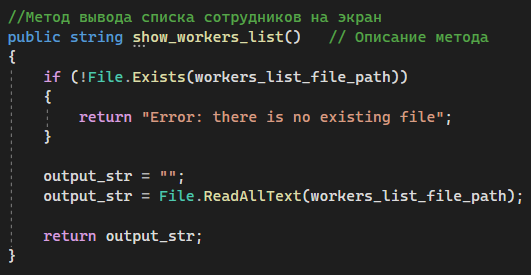 //Метод вывода списка сотрудников на экран
public string show_workers_list()   // Описание метода
{
    if (!File.Exists(workers_list_file_path))
    {
        return "Error: there is no existing file";
    }

    output_str = "";
    output_str = File.ReadAllText(workers_list_file_path);

    return output_str;
}